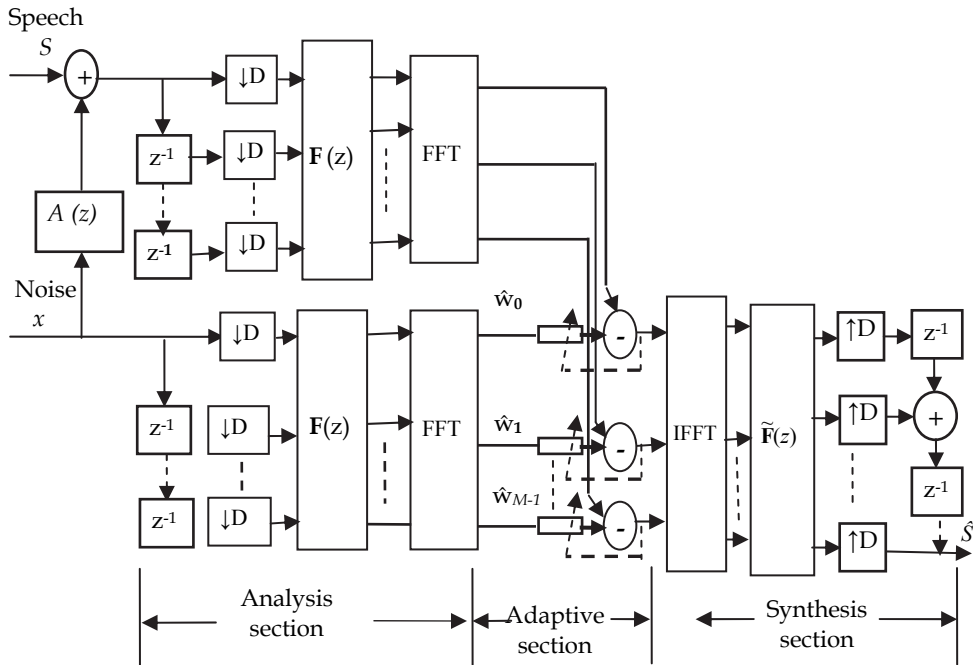 Speech
S
+
↓D
z⁻¹
↓D
z⁻¹
↓D
F (z)
FFT
A (z)
Noise
x
↓D
z⁻¹
↓D
z⁻¹
↓D
F(z)
FFT
ŵ₀
-
ŵ₁
-
ŵ_{M-1}
-
IFFT
F̃(z)
↑D
z⁻¹
↑D
+
z⁻¹
↑D
Ŝ
Analysis
section
Adaptive
section
Synthesis
section